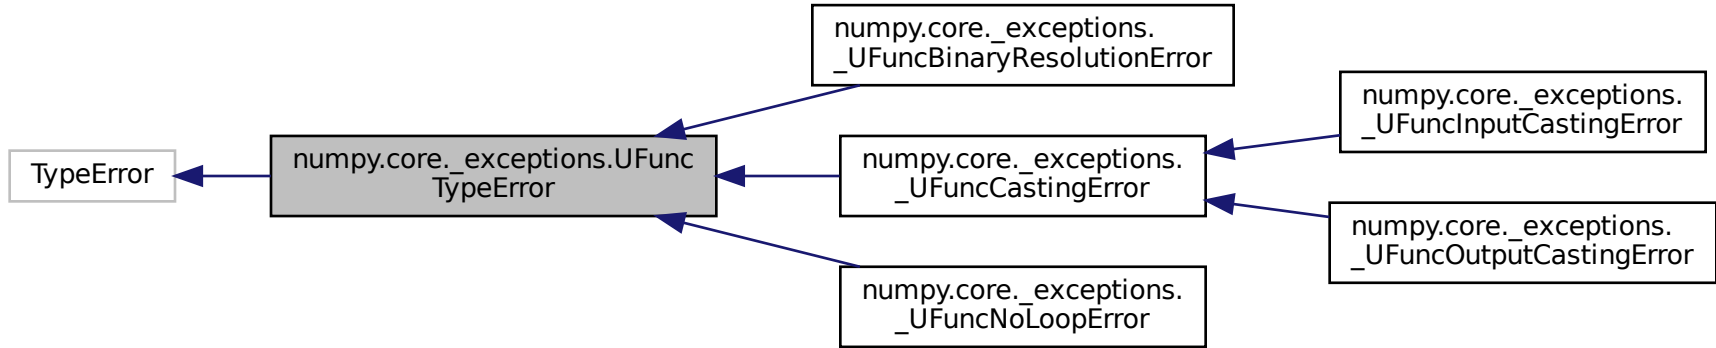 TypeError
numpy.core._exceptions.UFunc
TypeError
numpy.core._exceptions.
_UFuncBinaryResolutionError
numpy.core._exceptions.
_UFuncCastingError
numpy.core._exceptions.
_UFuncNoLoopError
numpy.core._exceptions.
_UFuncInputCastingError
numpy.core._exceptions.
_UFuncOutputCastingError